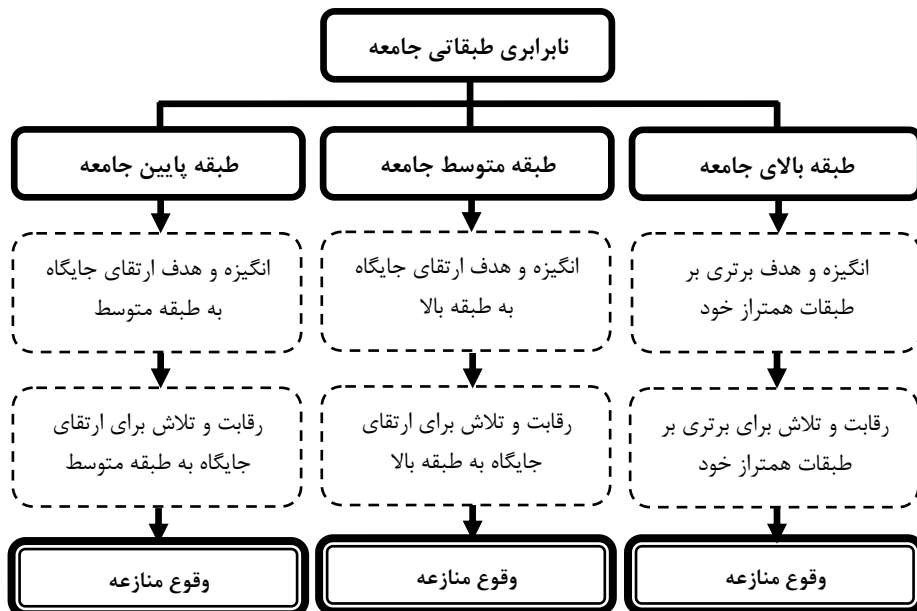 نابرابری طبقاتی جامعه
طبقه بالای جامعه
طبقه متوسط جامعه
طبقه پایین جامعه
انگیزه و هدف برتری بر
طبقات همتراز خود
انگیزه و هدف ارتقای جایگاه
به طبقه بالا
انگیزه و هدف ارتقای جایگاه
به طبقه متوسط
رقابت و تلاش برای برتری بر
طبقات همتراز خود
رقابت و تلاش برای ارتقای
جایگاه به طبقه بالا
رقابت و تلاش برای ارتقای
جایگاه به طبقه متوسط
وقوع منازعه
وقوع منازعه
وقوع منازعه